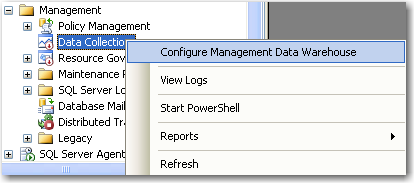 Management
Policy Management
Data Collection
Resource Gov
Maintenance
SQL Server Lo
Database Mail
Distributed Tra
Legacy
SQL Server Agent
Configure Management Data Warehouse
View Logs
Start PowerShell
Reports
Refresh